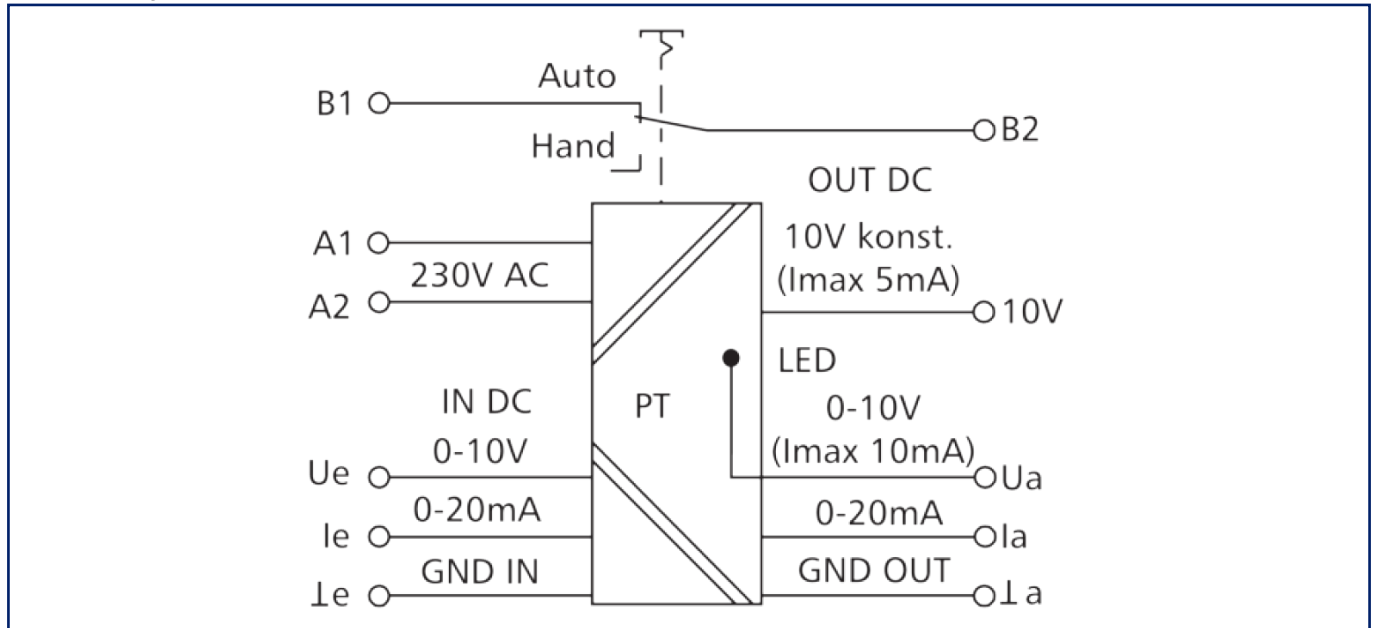 Auto
B1
B2
Hand
OUT DC
A1
10V konst.
230V AC
(Imax 5mA)
A2
10V
LED
IN DC
PT
0-10V
0-10V
(Imax 10mA)
Ue
Ua
0-20mA
0-20mA
Ie
Ia
GND IN
GND OUT
⊥e
⊥a